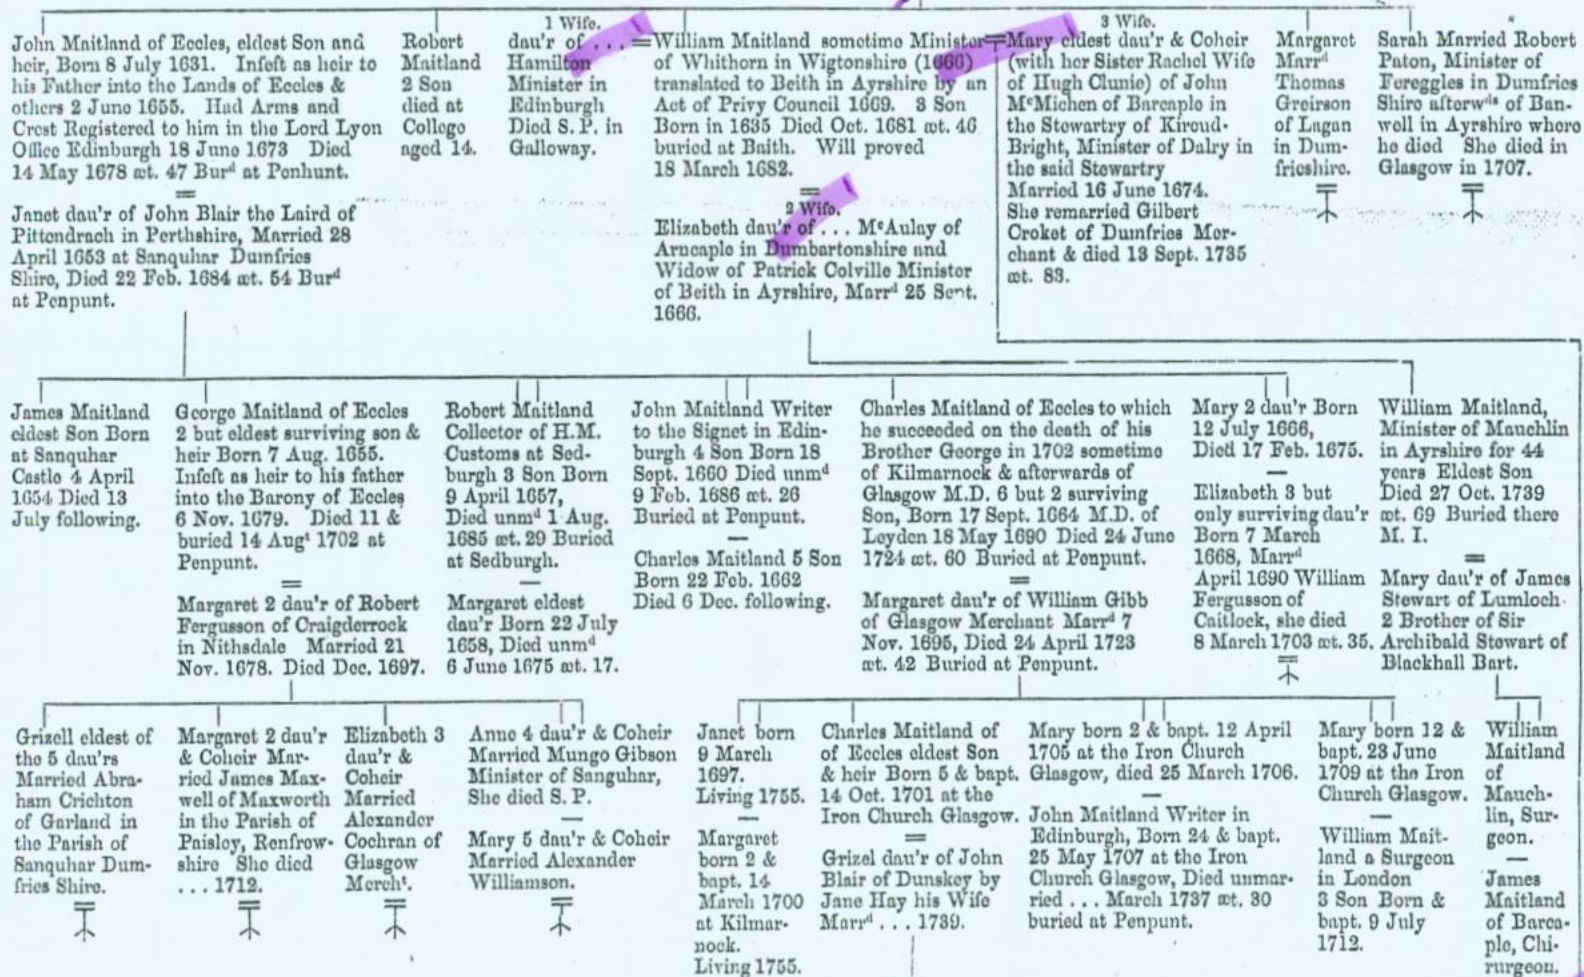 John Maitland of Eccles, eldest Son and
heir, Born 8 July 1631. Infeft as heir to
his Father into the Lands of Eccles &
others 2 June 1655. Had Arms and
Crest Registered to him in the Lord Lyon
Office Edinburgh 18 June 1673 Died
14 May 1678 æt. 47 Burᵈ at Penhunt.
=
Janet dau'r of John Blair the Laird of
Pittendrach in Perthshire, Married 28
April 1653 at Sanquhar Dumfries
Shire, Died 22 Feb. 1684 æt. 54 Burᵈ
at Penpunt.
Robert
Maitland
2 Son
died at
College
aged 14.
1 Wife.
dau'r of . . . =
Hamilton
Minister in
Edinburgh
Died S. P. in
Galloway.
William Maitland sometime Minister
of Whithorn in Wigtonshire (1666)
translated to Beith in Ayrshire by an
Act of Privy Council 1669. 3 Son
Born in 1635 Died Oct. 1681 æt. 46
buried at Baith. Will proved
18 March 1682.
=
2 Wife.
Elizabeth dau'r of . . . MᶜAulay of
Arncaple in Dumbartonshire and
Widow of Patrick Colville Minister
of Beith in Ayrshire, Marrᵈ 25 Sept.
1666.
3 Wife.
Mary eldest dau'r & Coheir
(with her Sister Rachel Wife
of Hugh Clunie) of John
MᶜMichen of Barcaple in
the Stewartry of Kircud-
Bright, Minister of Dalry in
the said Stewartry
Married 16 June 1674.
She remarried Gilbert
Croket of Dumfries Mer-
chant & died 13 Sept. 1735
æt. 83.
Margaret
Marrᵈ
Thomas
Greirson
of Lagan
in Dum-
frieshire.
Sarah Married Robert
Paton, Minister of
Fereggles in Dumfries
Shire afterwᵈˢ of Ban-
well in Ayrshire where
he died She died in
Glasgow in 1707.
James Maitland
eldest Son Born
at Sanquhar
Castle 4 April
1654 Died 13
July following.
George Maitland of Eccles
2 but eldest surviving son &
heir Born 7 Aug. 1655.
Infeft as heir to his father
into the Barony of Eccles
6 Nov. 1679. Died 11 &
buried 14 Augᵗ 1702 at
Penpunt.
=
Margaret 2 dau'r of Robert
Fergusson of Craigderrock
in Nithsdale Married 21
Nov. 1678. Died Dec. 1697.
Robert Maitland
Collector of H.M.
Customs at Sed-
burgh 3 Son Born
9 April 1657,
Died unmᵈ 1 Aug.
1685 æt. 29 Buried
at Sedburgh.
—
Margaret eldest
dau'r Born 22 July
1658, Died unmᵈ
6 June 1675 æt. 17.
John Maitland Writer
to the Signet in Edin-
burgh 4 Son Born 18
Sept. 1660 Died unmᵈ
9 Feb. 1686 æt. 26
Buried at Penpunt.
—
Charles Maitland 5 Son
Born 22 Feb. 1662
Died 6 Dec. following.
Charles Maitland of Eccles to which
he succeeded on the death of his
Brother George in 1702 sometime
of Kilmarnock & afterwards of
Glasgow M.D. 6 but 2 surviving
Son, Born 17 Sept. 1664 M.D. of
Leyden 18 May 1690 Died 24 June
1724 æt. 60 Buried at Penpunt.
=
Margaret dau'r of William Gibb
of Glasgow Merchant Marrᵈ 7
Nov. 1695, Died 24 April 1723
æt. 42 Buried at Penpunt.
Mary 2 dau'r Born
12 July 1666,
Died 17 Feb. 1675.
—
Elizabeth 3 but
only surviving dau'r
Born 7 March
1668, Marrᵈ
April 1690 William
Fergusson of
Caitlock, she died
8 March 1703 æt. 35.
William Maitland,
Minister of Mauchlin
in Ayrshire for 44
years Eldest Son
Died 27 Oct. 1739
æt. 69 Buried there
M. I.
=
Mary dau'r of James
Stewart of Lumloch
2 Brother of Sir
Archibald Stewart of
Blackhall Bart.
Grizell eldest of
the 5 dau'rs
Married Abra-
ham Crichton
of Garland in
the Parish of
Sanquhar Dum-
fries Shire.
Margaret 2 dau'r
& Coheir Mar-
ried James Max-
well of Maxworth
in the Parish of
Paisley, Renfrow-
shire She died
. . . 1712.
Elizabeth 3
dau'r &
Coheir
Married
Alexander
Cochran of
Glasgow
Mercht.
Anne 4 dau'r & Coheir
Married Mungo Gibson
Minister of Sanguhar,
She died S. P.
—
Mary 5 dau'r & Coheir
Married Alexander
Williamson.
Janet born
9 March
1697.
Living 1755.
—
Margaret
born 2 &
bapt. 14
March 1700
at Kilmar-
nock.
Living 1755.
Charles Maitland of
of Eccles eldest Son
& heir Born 5 & bapt.
14 Oct. 1701 at the
Iron Church Glasgow.
=
Grizel dau'r of John
Blair of Dunskey by
Jane Hay his Wife
Marrᵈ . . . 1739.
Mary born 2 & bapt. 12 April
1705 at the Iron Church
Glasgow, died 25 March 1706.
—
John Maitland Writer in
Edinburgh, Born 24 & bapt.
25 May 1707 at the Iron
Church Glasgow, Died unmar-
ried . . . March 1737 æt. 30
buried at Penpunt.
Mary born 12 &
bapt. 23 June
1709 at the Iron
Church Glasgow.
—
William Mait-
land a Surgeon
in London
3 Son Born &
bapt. 9 July
1712.
William
Maitland
of
Mauch-
lin, Sur-
geon.
—
James
Maitland
of Barca-
ple, Chi-
rurgeon.